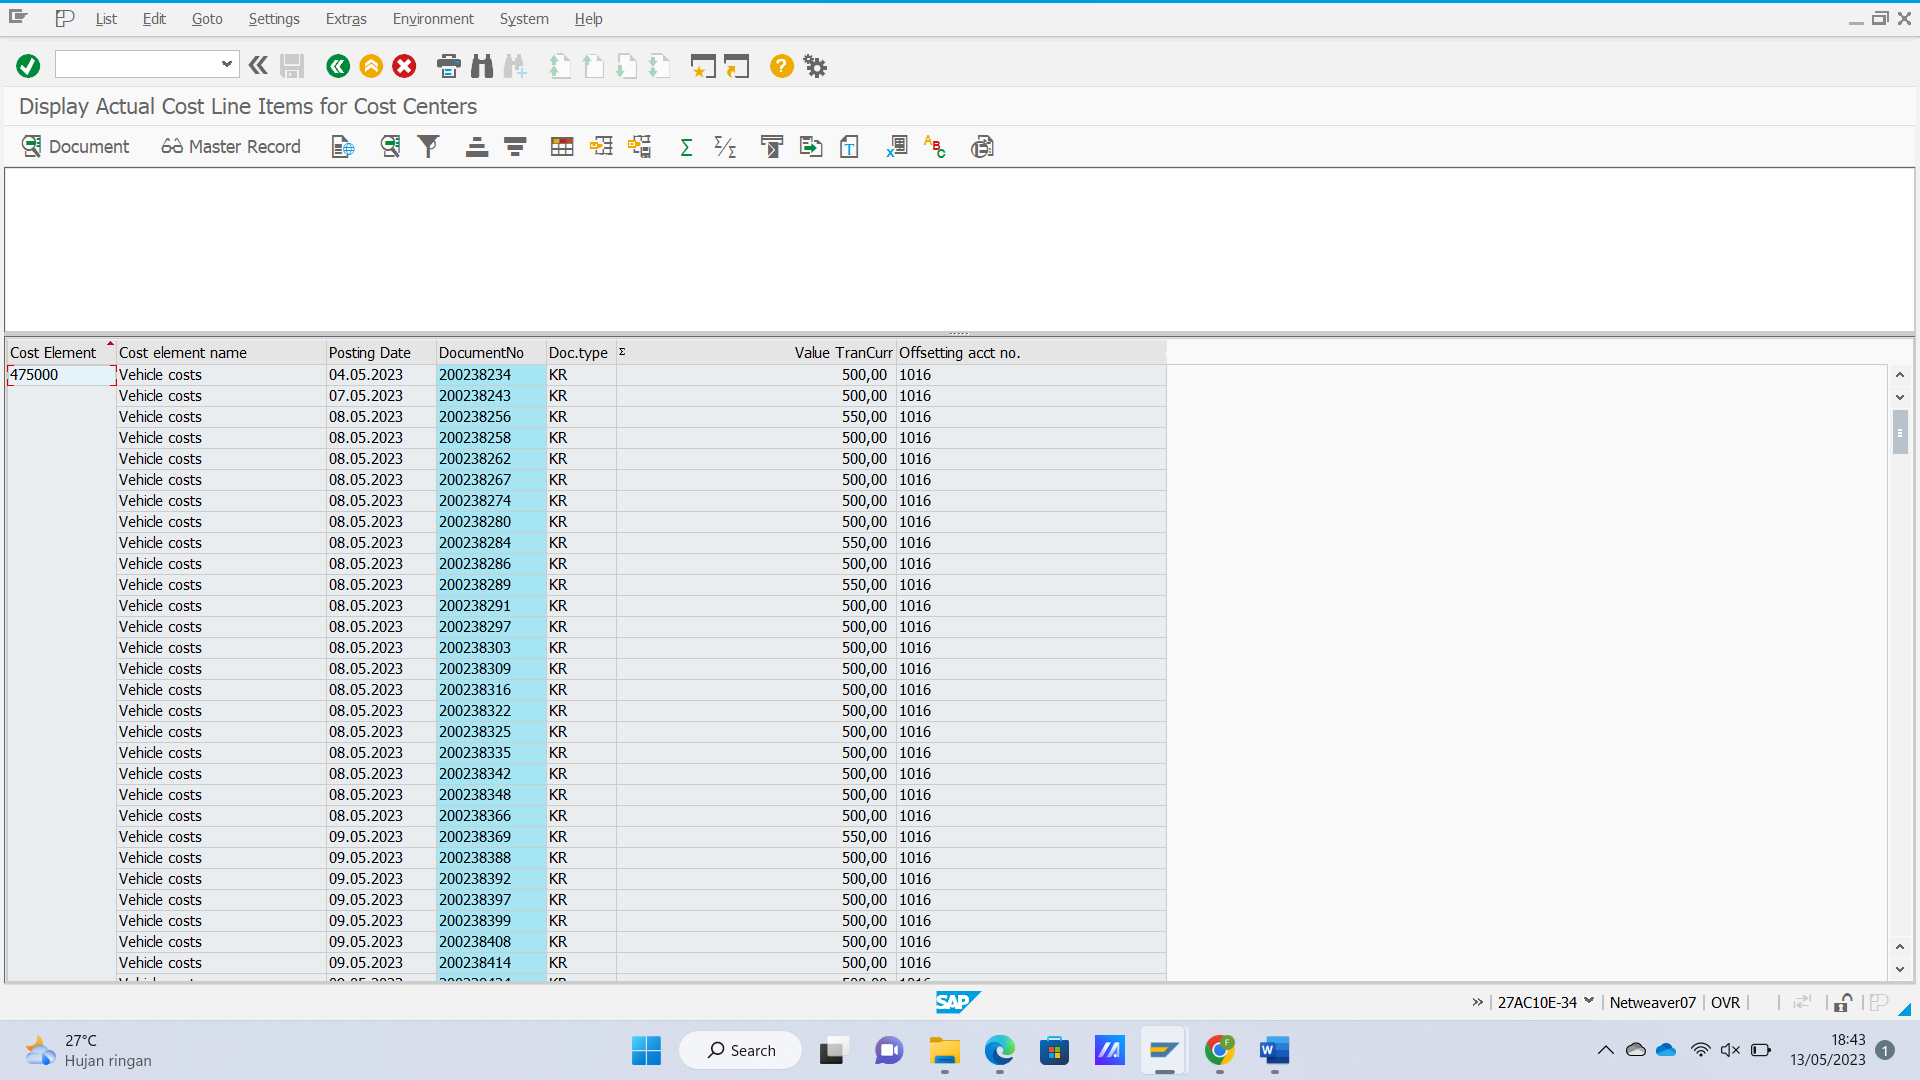 List Edit Goto Settings Extras Environment System Help
Display Actual Cost Line Items for Cost Centers
Document Master Record
Cost Element Cost element name Posting Date DocumentNo Doc.type Σ Value TranCurr Offsetting acct no.
475000 Vehicle costs 04.05.2023 200238234 KR 500,00 1016
Vehicle costs 07.05.2023 200238243 KR 500,00 1016
Vehicle costs 08.05.2023 200238256 KR 550,00 1016
Vehicle costs 08.05.2023 200238258 KR 500,00 1016
Vehicle costs 08.05.2023 200238262 KR 500,00 1016
Vehicle costs 08.05.2023 200238267 KR 500,00 1016
Vehicle costs 08.05.2023 200238274 KR 500,00 1016
Vehicle costs 08.05.2023 200238280 KR 500,00 1016
Vehicle costs 08.05.2023 200238284 KR 550,00 1016
Vehicle costs 08.05.2023 200238286 KR 500,00 1016
Vehicle costs 08.05.2023 200238289 KR 550,00 1016
Vehicle costs 08.05.2023 200238291 KR 500,00 1016
Vehicle costs 08.05.2023 200238297 KR 500,00 1016
Vehicle costs 08.05.2023 200238303 KR 500,00 1016
Vehicle costs 08.05.2023 200238309 KR 500,00 1016
Vehicle costs 08.05.2023 200238316 KR 500,00 1016
Vehicle costs 08.05.2023 200238322 KR 500,00 1016
Vehicle costs 08.05.2023 200238325 KR 500,00 1016
Vehicle costs 08.05.2023 200238335 KR 500,00 1016
Vehicle costs 08.05.2023 200238342 KR 500,00 1016
Vehicle costs 08.05.2023 200238348 KR 500,00 1016
Vehicle costs 08.05.2023 200238366 KR 500,00 1016
Vehicle costs 09.05.2023 200238369 KR 550,00 1016
Vehicle costs 09.05.2023 200238388 KR 500,00 1016
Vehicle costs 09.05.2023 200238392 KR 500,00 1016
Vehicle costs 09.05.2023 200238397 KR 500,00 1016
Vehicle costs 09.05.2023 200238399 KR 500,00 1016
Vehicle costs 09.05.2023 200238408 KR 500,00 1016
Vehicle costs 09.05.2023 200238414 KR 500,00 1016
SAP 27AC10E-34 Netweaver07 OVR
27°C
Hujan ringan
Search
18:43
13/05/2023
1